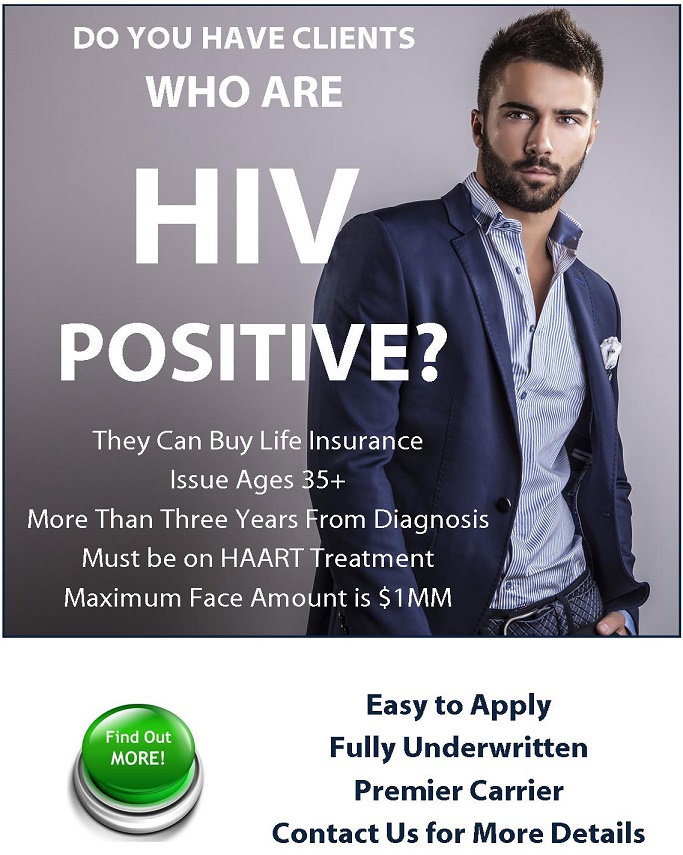 DO YOU HAVE CLIENTS
WHO ARE
HIV
POSITIVE?
They Can Buy Life Insurance
Issue Ages 35+
More Than Three Years From Diagnosis
Must be on HAART Treatment
Maximum Face Amount is $1MM
Find Out
MORE!
Easy to Apply
Fully Underwritten
Premier Carrier
Contact Us for More Details